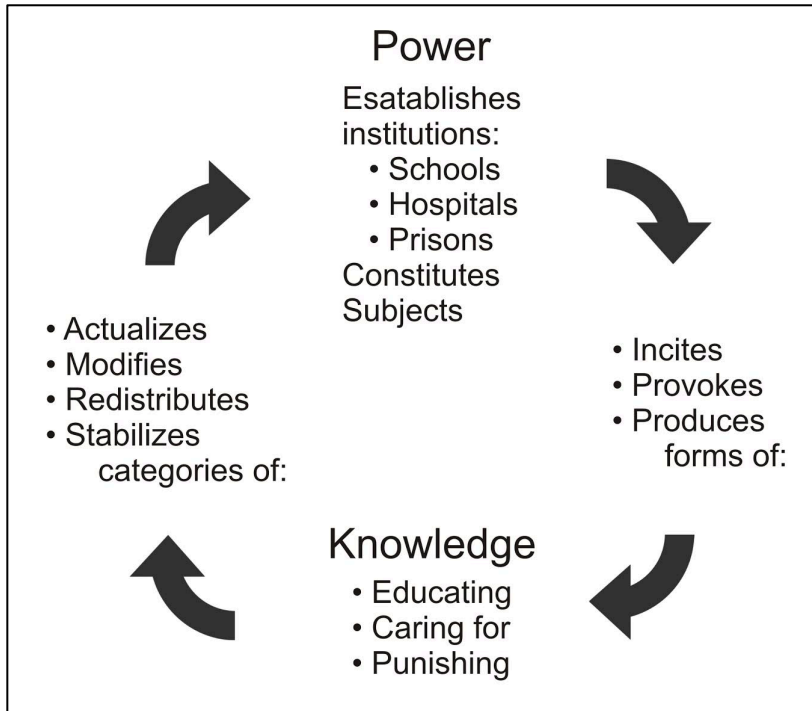 Power
Esatablishes
institutions:
• Schools
• Hospitals
• Prisons
Constitutes
Subjects
• Incites
• Provokes
• Produces
forms of:
Knowledge
• Educating
• Caring for
• Punishing
• Actualizes
• Modifies
• Redistributes
• Stabilizes
categories of: